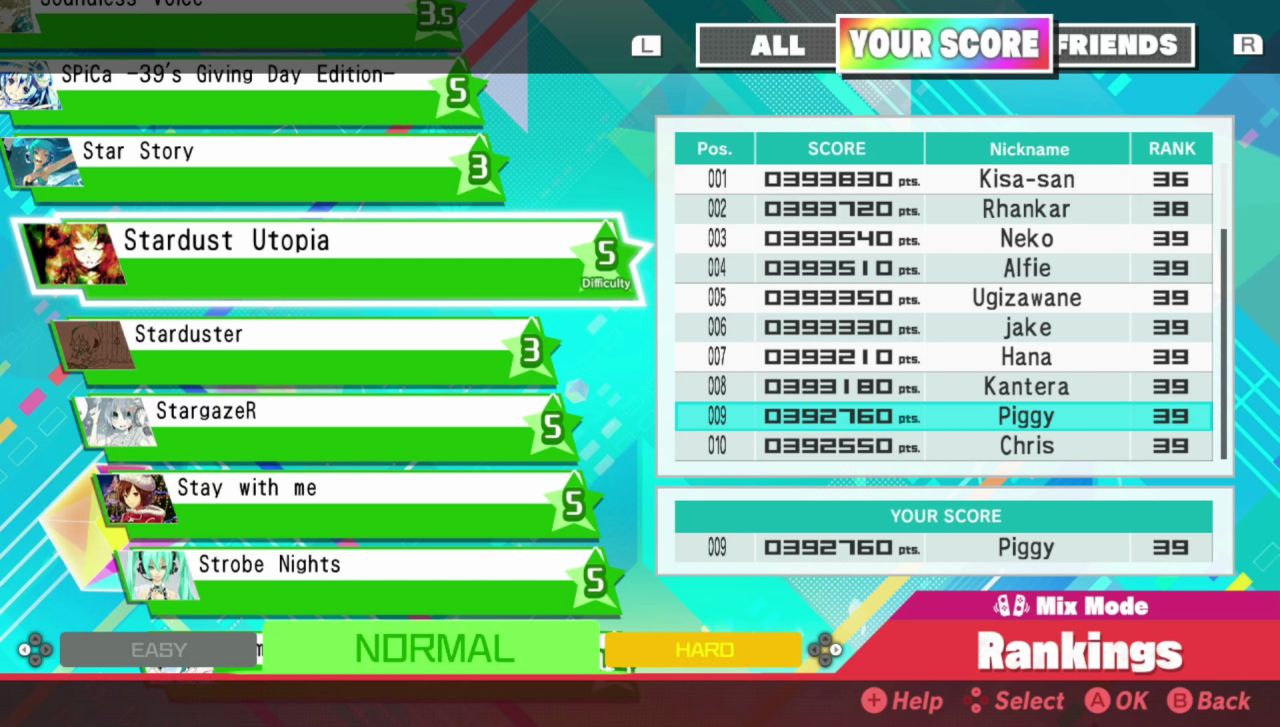 Soundless Voice
3.5
ALL
YOUR SCORE
FRIENDS
L
R
SPiCa -39's Giving Day Edition-
5
Star Story
3
Stardust Utopia
5
Difficulty
Starduster
3
StargazeR
5
Stay with me
5
Strobe Nights
5
Pos. SCORE Nickname RANK
001 0393830 pts. Kisa-san 36
002 0393720 pts. Rhankar 38
003 0393540 pts. Neko 39
004 0393510 pts. Alfie 39
005 0393350 pts. Ugizawane 39
006 0393330 pts. jake 39
007 0393210 pts. Hana 39
008 0393180 pts. Kantera 39
009 0392760 pts. Piggy 39
010 0392550 pts. Chris 39
YOUR SCORE
009 0392760 pts. Piggy 39
Mix Mode
Rankings
EASY
NORMAL
HARD
+ Help Select A OK B Back